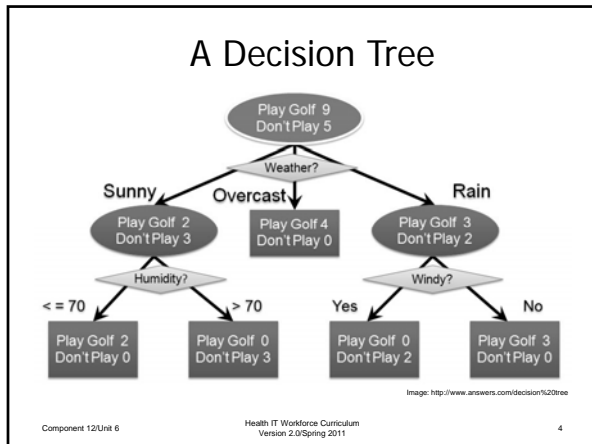 A Decision Tree
Play Golf 9
Don't Play 5
Weather?
Sunny
Overcast
Rain
Play Golf 2
Don't Play 3
Play Golf 4
Don't Play 0
Play Golf 3
Don't Play 2
Humidity?
Windy?
< = 70
> 70
Yes
No
Play Golf 2
Don't Play 0
Play Golf 0
Don't Play 3
Play Golf 0
Don't Play 2
Play Golf 3
Don't Play 0
Image: http://www.answers.com/decision%20tree
Component 12/Unit 6
Health IT Workforce Curriculum
Version 2.0/Spring 2011
4